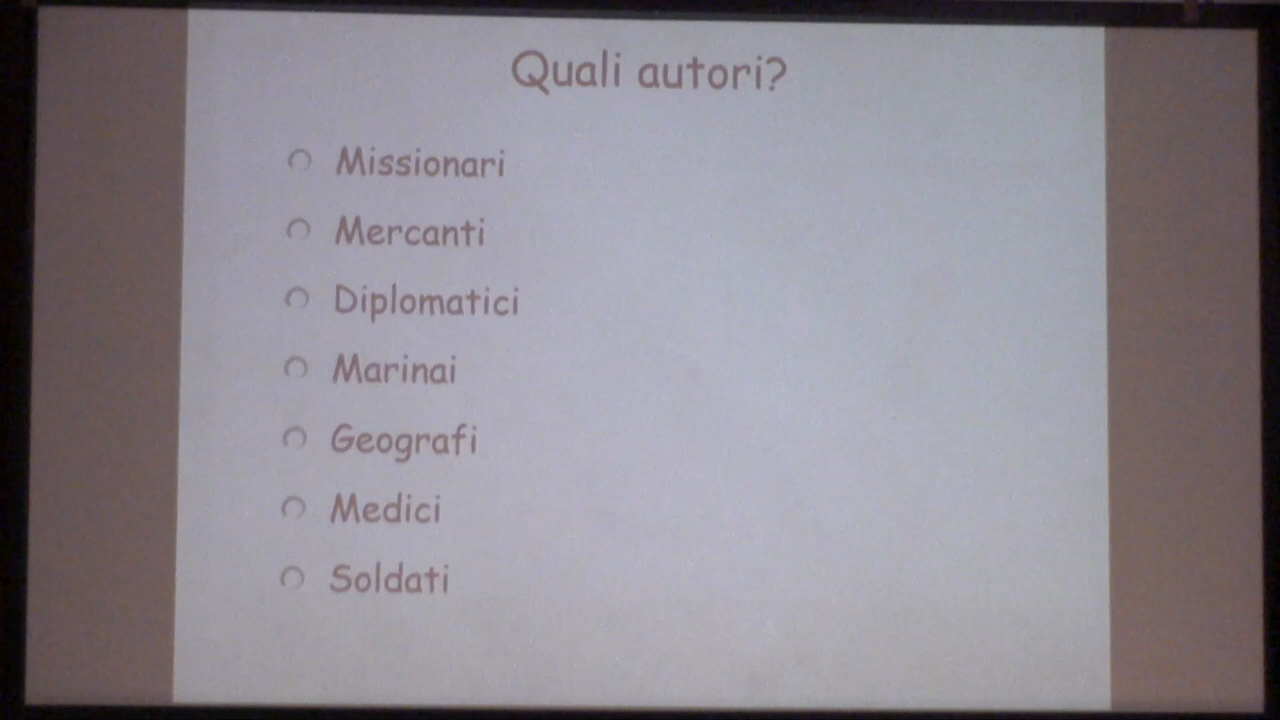 Quali autori?
Missionari
Mercanti
Diplomatici
Marinai
Geografi
Medici
Soldati